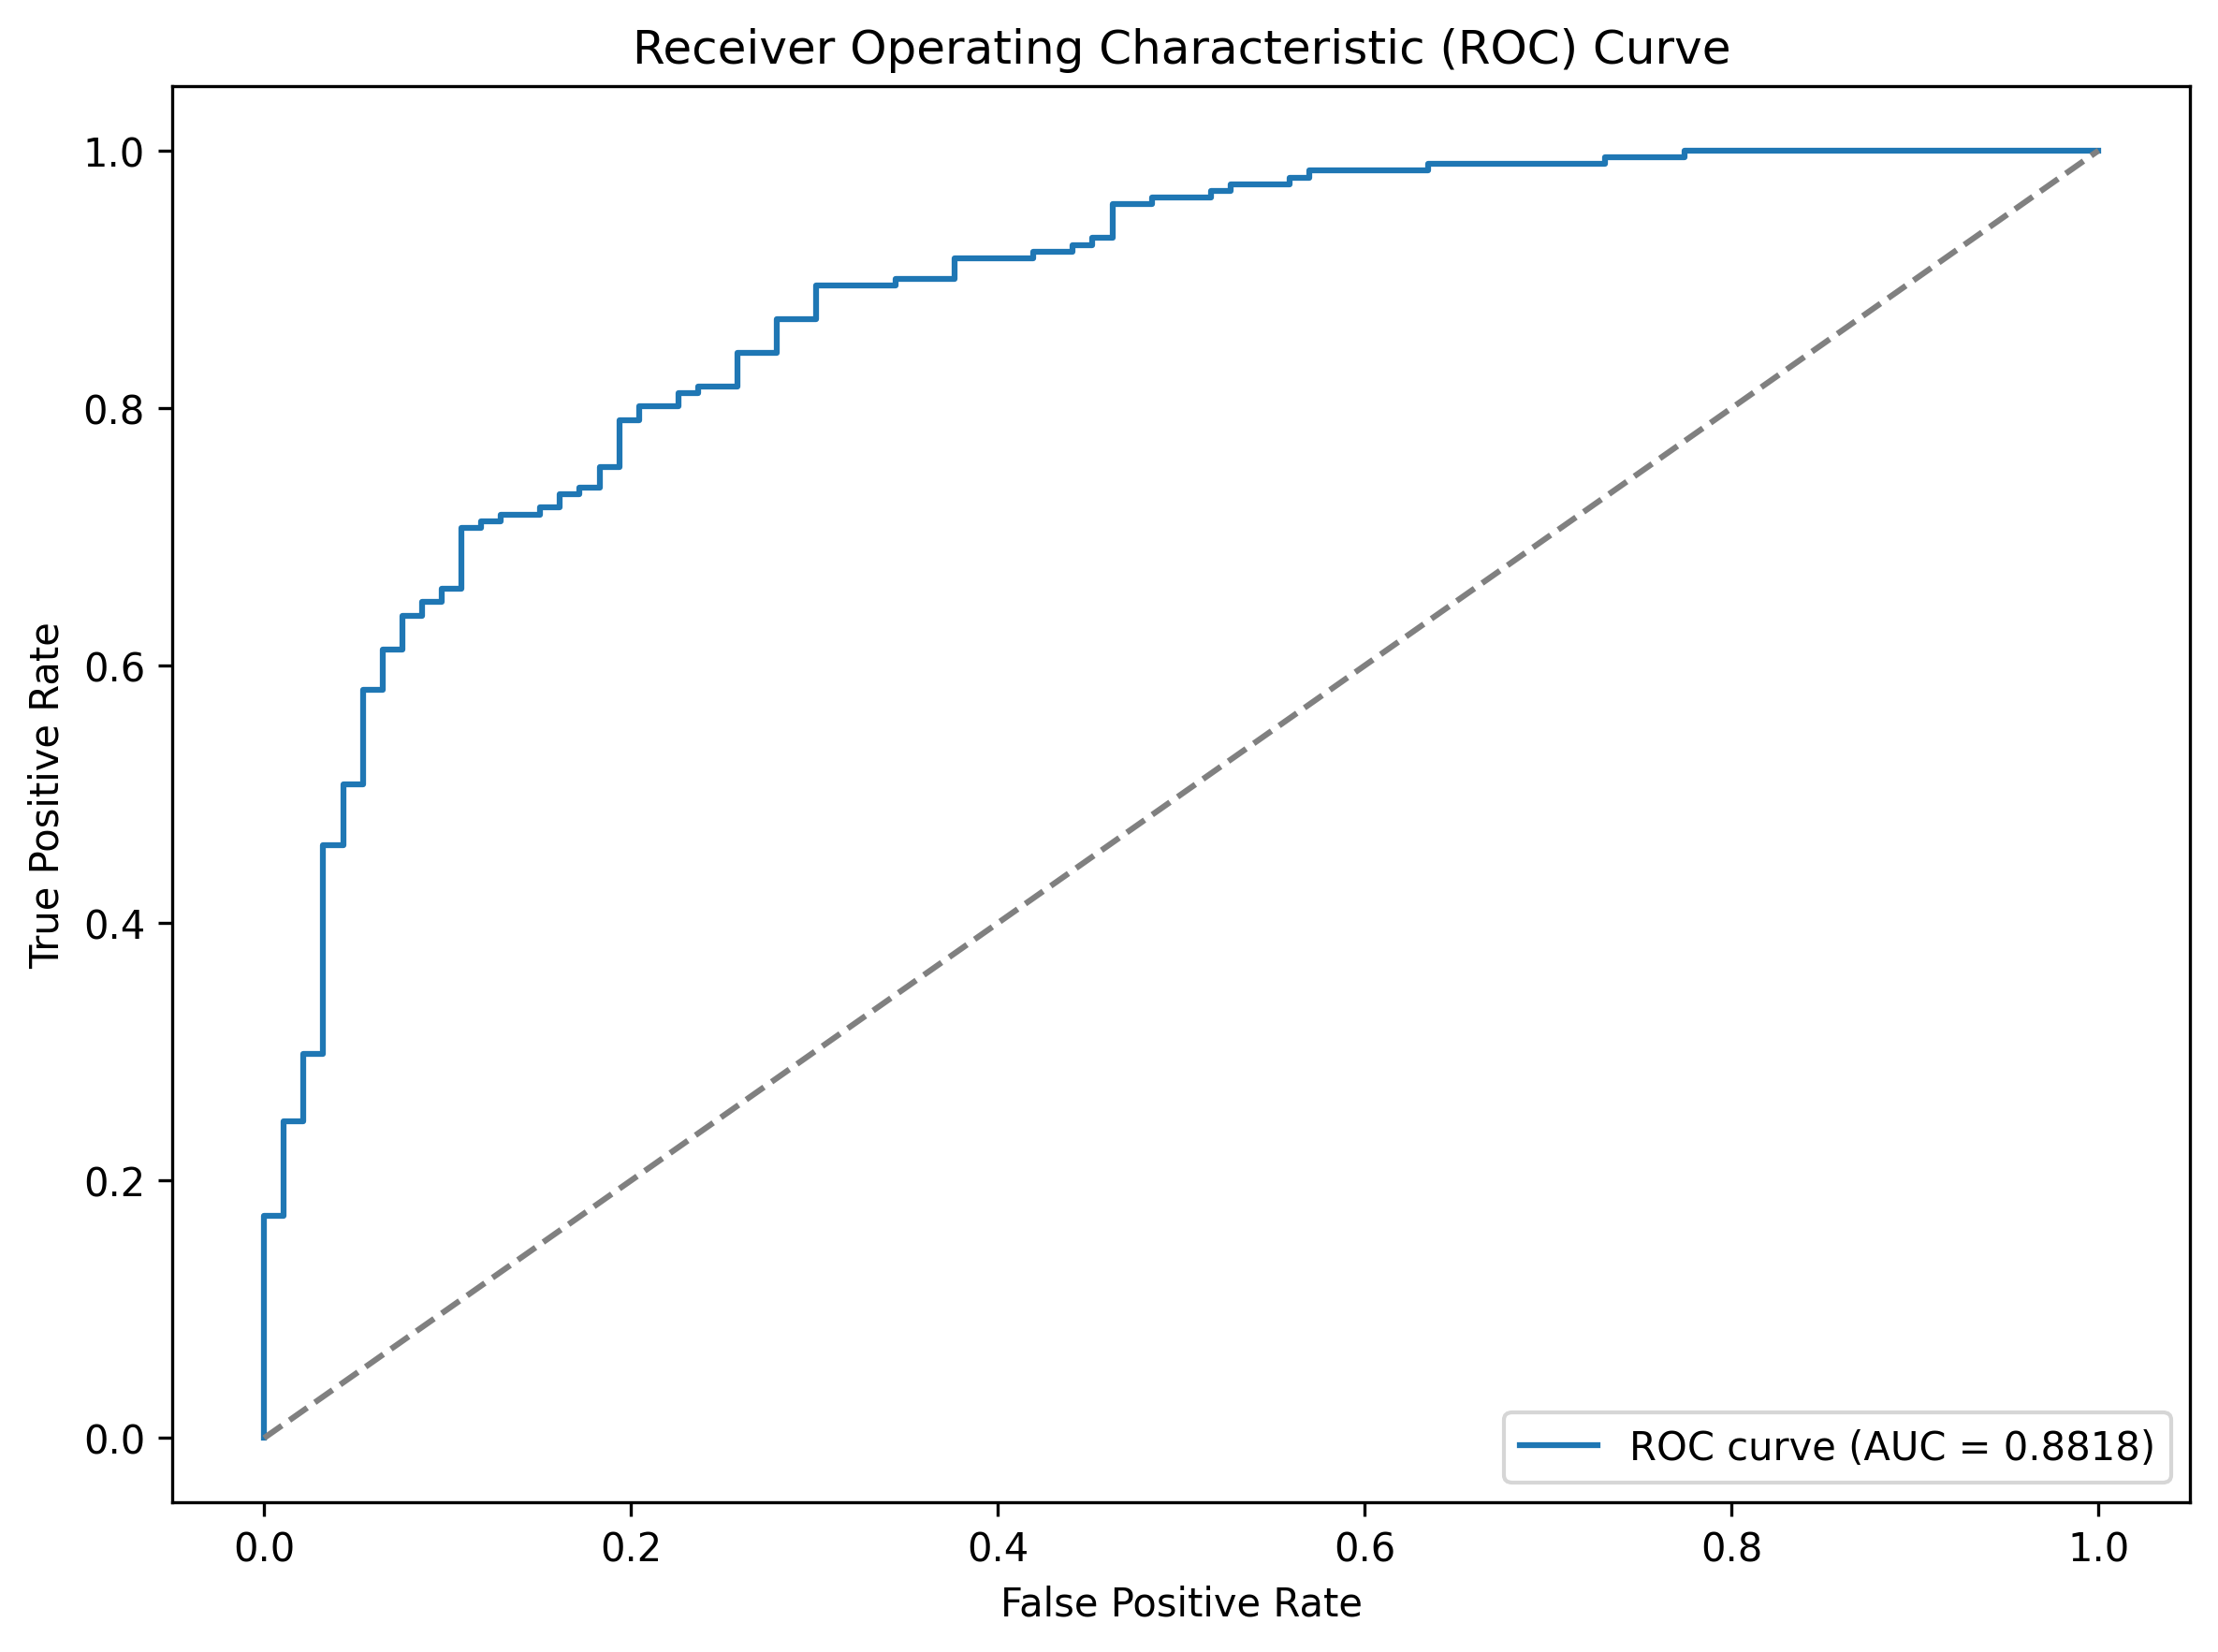 Receiver Operating Characteristic (ROC) Curve
1.0
0.8
0.6
0.4
0.2
0.0
True Positive Rate
ROC curve (AUC = 0.8818)
0.0 0.2 0.4 0.6 0.8 1.0
False Positive Rate